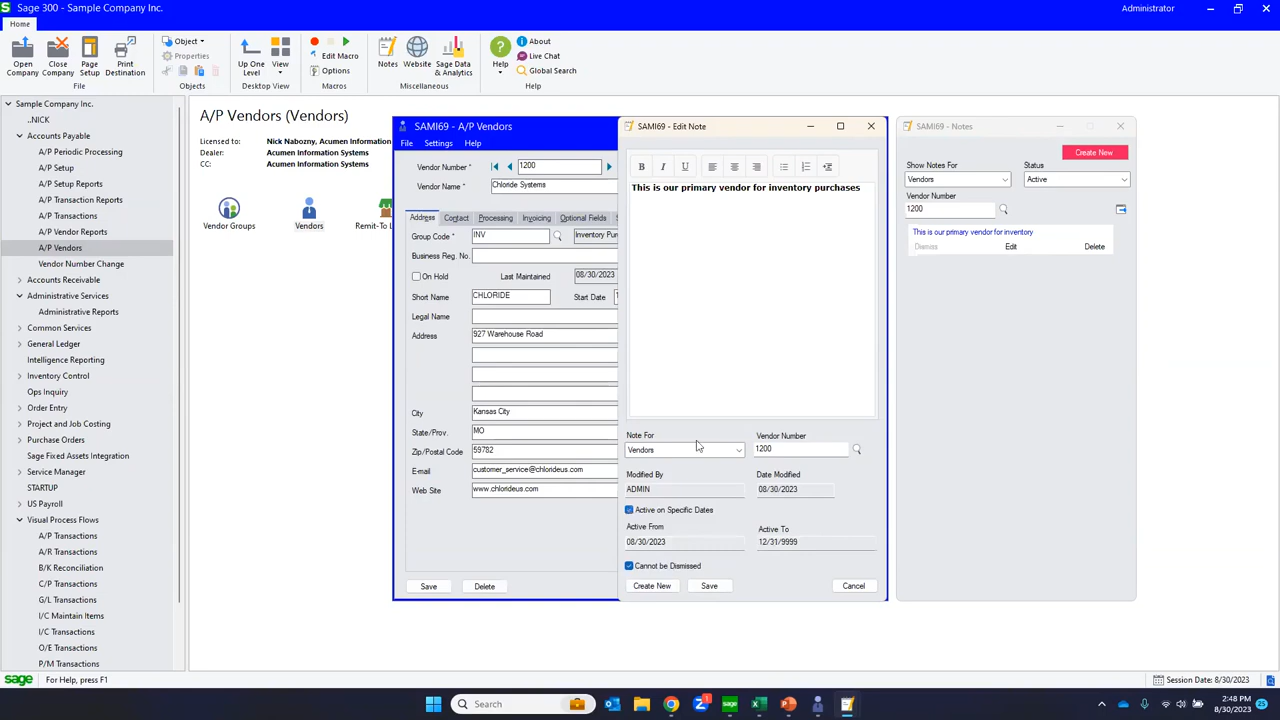 Sage 300 - Sample Company Inc.
Administrator
Home
Open Company
Close Company
Page Setup
Print Destination
File
Object
Properties
Objects
Up One Level
View
Desktop View
Edit Macro
Options
Macros
Notes
Website
Sage Data & Analytics
Miscellaneous
Help
About
Live Chat
Global Search
Help
Sample Company Inc.
..NICK
Accounts Payable
A/P Periodic Processing
A/P Setup
A/P Setup Reports
A/P Transaction Reports
A/P Transactions
A/P Vendor Reports
A/P Vendors
Vendor Number Change
Accounts Receivable
Administrative Services
Administrative Reports
Common Services
General Ledger
Intelligence Reporting
Inventory Control
Ops Inquiry
Order Entry
Project and Job Costing
Purchase Orders
Sage Fixed Assets Integration
Service Manager
STARTUP
US Payroll
Visual Process Flows
A/P Transactions
A/R Transactions
B/K Reconciliation
C/P Transactions
G/L Transactions
I/C Maintain Items
I/C Transactions
O/E Transactions
P/M Transactions
A/P Vendors (Vendors)
Licensed to: Nick Nabozny, Acumen Information
Dealer: Acumen Information Systems
CC: Acumen Information Systems
Vendor Groups
Vendors
Remit-To L
SAMI69 - A/P Vendors
File Settings Help
Vendor Number * 1200
Vendor Name * Chloride Systems
Address Contact Processing Invoicing Optional Fields S
Group Code * INV Inventory Pur
Business Reg. No.
On Hold Last Maintained 08/30/2023
Short Name CHLORIDE Start Date 1
Legal Name
Address 927 Warehouse Road
City Kansas City
State/Prov. MO
Zip/Postal Code 59782
E-mail customer_service@chlorideus.com
Web Site www.chlorideus.com
Save Delete
SAMI69 - Edit Note
B I U
This is our primary vendor for inventory purchases
Note For Vendor Number
Vendors 1200
Modified By Date Modified
ADMIN 08/30/2023
Active on Specific Dates
Active From Active To
08/30/2023 12/31/9999
Cannot be Dismissed
Create New Save Cancel
SAMI69 - Notes
Create New
Show Notes For Status
Vendors Active
Vendor Number
1200
This is our primary vendor for inventory
Dismiss Edit Delete
sage For Help, press F1
Session Date: 8/30/2023
Search
sage
2:48 PM
8/30/2023